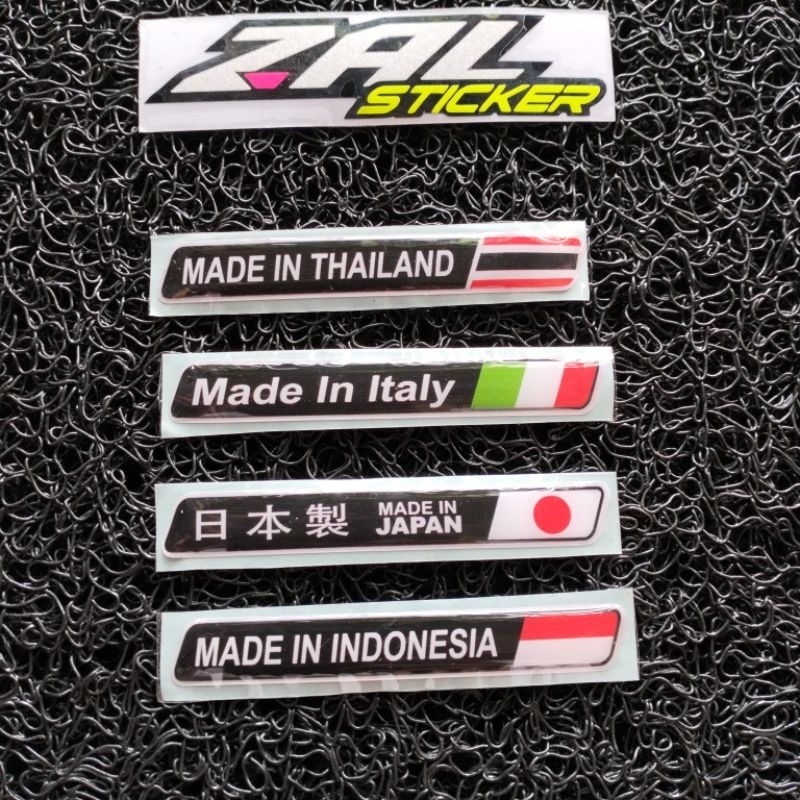 ZAL
STICKER
MADE IN THAILAND
Made In Italy
日本製 MADE IN
JAPAN
MADE IN INDONESIA